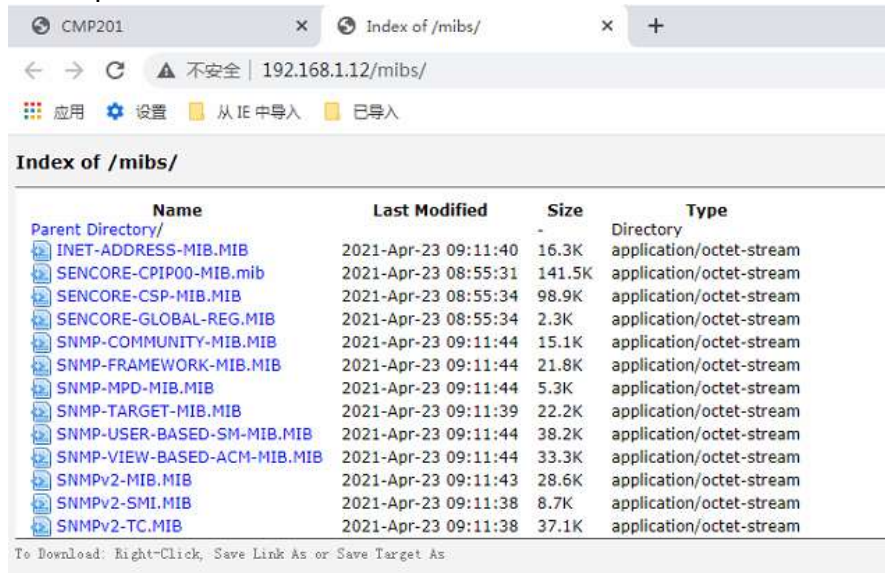 CMP201 × Index of /mibs/ × +
不安全 | 192.168.1.12/mibs/
应用 设置 从 IE 中导入 已导入
Index of /mibs/
Name Last Modified Size Type
Parent Directory/ - Directory
INET-ADDRESS-MIB.MIB 2021-Apr-23 09:11:40 16.3K application/octet-stream
SENCORE-CPIP00-MIB.mib 2021-Apr-23 08:55:31 141.5K application/octet-stream
SENCORE-CSP-MIB.MIB 2021-Apr-23 08:55:34 98.9K application/octet-stream
SENCORE-GLOBAL-REG.MIB 2021-Apr-23 08:55:34 2.3K application/octet-stream
SNMP-COMMUNITY-MIB.MIB 2021-Apr-23 09:11:44 15.1K application/octet-stream
SNMP-FRAMEWORK-MIB.MIB 2021-Apr-23 09:11:44 21.8K application/octet-stream
SNMP-MPD-MIB.MIB 2021-Apr-23 09:11:44 5.3K application/octet-stream
SNMP-TARGET-MIB.MIB 2021-Apr-23 09:11:39 22.2K application/octet-stream
SNMP-USER-BASED-SM-MIB.MIB 2021-Apr-23 09:11:44 38.2K application/octet-stream
SNMP-VIEW-BASED-ACM-MIB.MIB 2021-Apr-23 09:11:44 33.3K application/octet-stream
SNMPv2-MIB.MIB 2021-Apr-23 09:11:43 28.6K application/octet-stream
SNMPv2-SMI.MIB 2021-Apr-23 09:11:38 8.7K application/octet-stream
SNMPv2-TC.MIB 2021-Apr-23 09:11:38 37.1K application/octet-stream
To Download: Right-Click, Save Link As or Save Target As